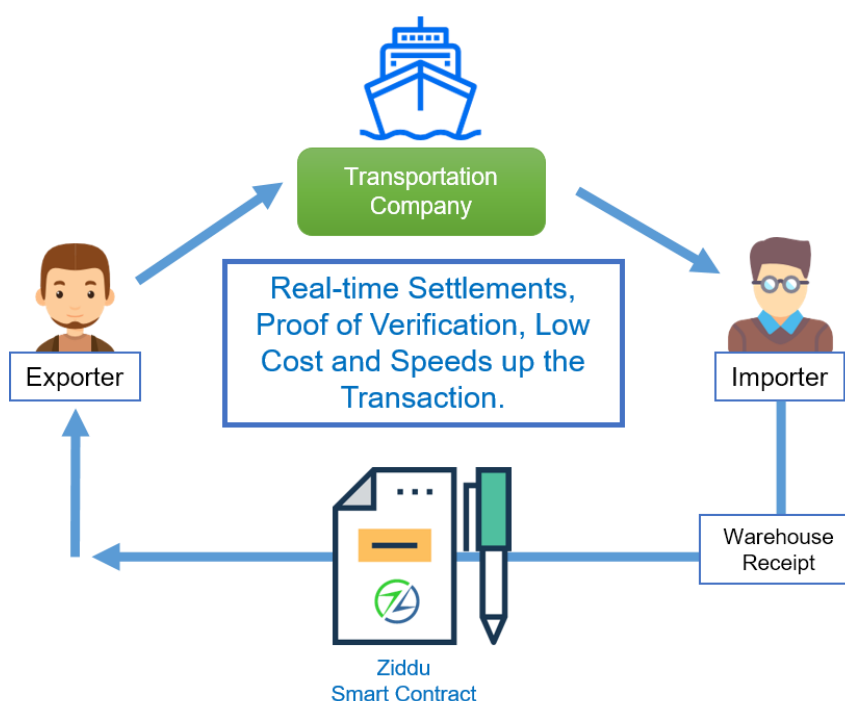 Transportation
Company
Real-time Settlements,
Proof of Verification, Low
Cost and Speeds up the
Transaction.
Exporter
Importer
Warehouse
Receipt
Ziddu
Smart Contract